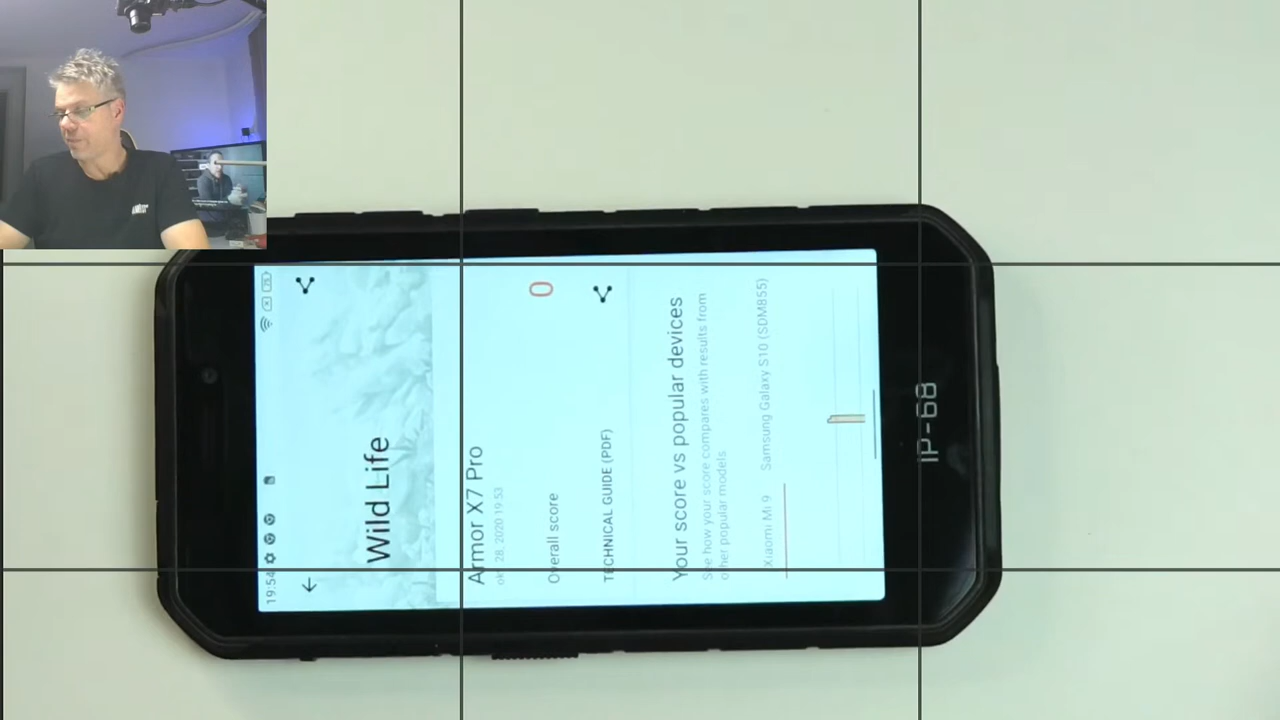 19:54
Wild Life
Armor X7 Pro
okt. 28, 2020 19:53
Overall score
0
TECHNICAL GUIDE (PDF)
Your score vs popular devices
See how your score compares with results from
other popular models
Xiaomi Mi 9
Samsung Galaxy S10 (SDM855)
IP-68